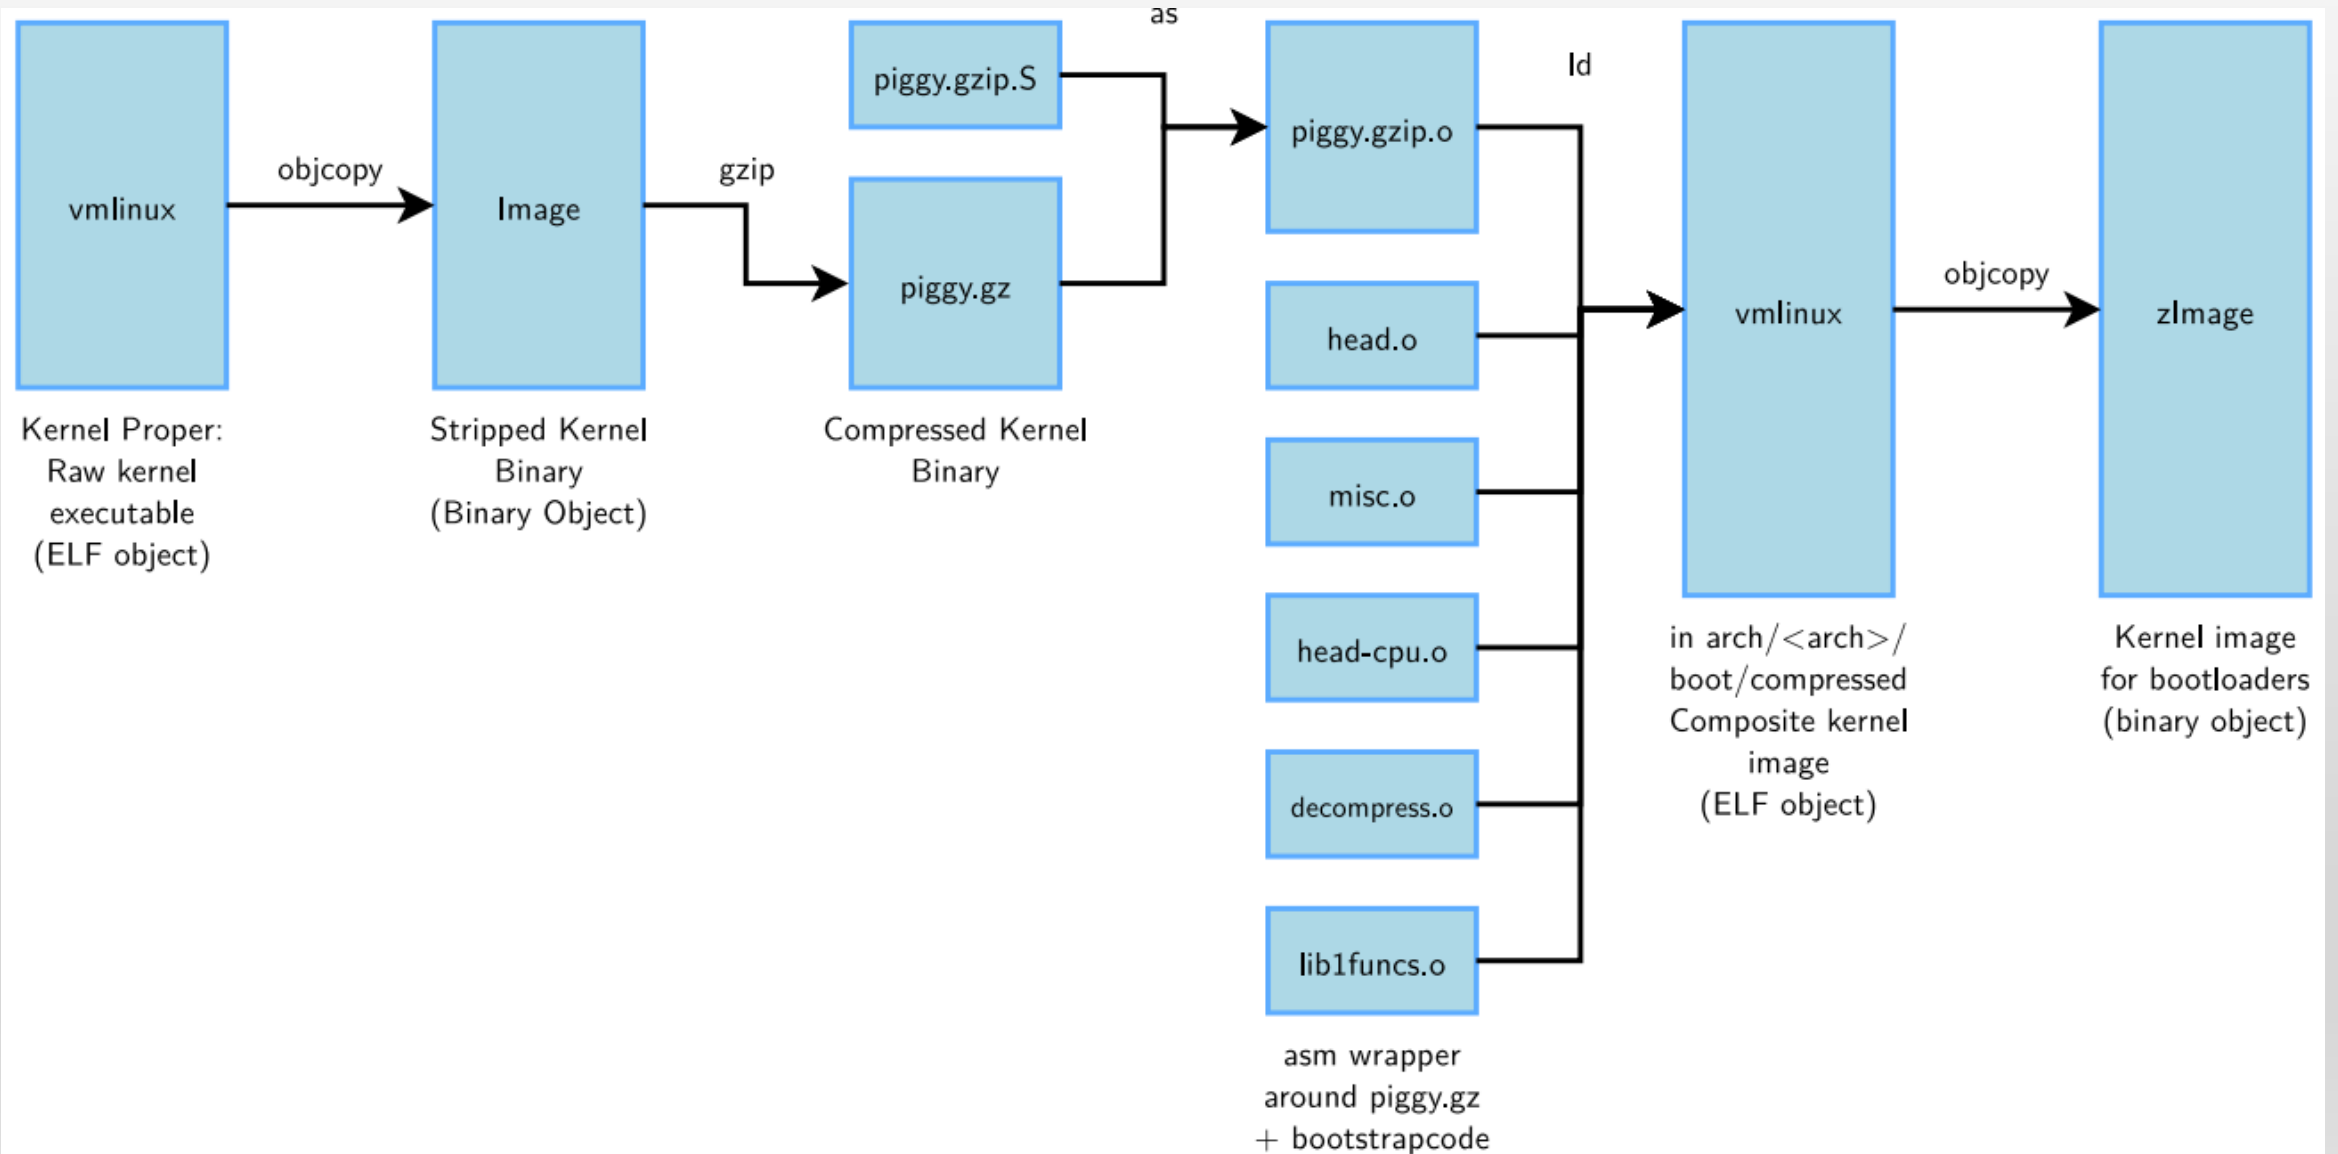 as
piggy.gzip.S
ld
piggy.gzip.o
objcopy
gzip
vmlinux
Image
piggy.gz
objcopy
head.o
vmlinux
zImage
Kernel Proper:
Raw kernel
executable
(ELF object)
Stripped Kernel
Binary
(Binary Object)
Compressed Kernel
Binary
misc.o
head-cpu.o
decompress.o
lib1funcs.o
in arch/<arch>/
boot/compressed
Composite kernel
image
(ELF object)
Kernel image
for bootloaders
(binary object)
asm wrapper
around piggy.gz
+ bootstrapcode